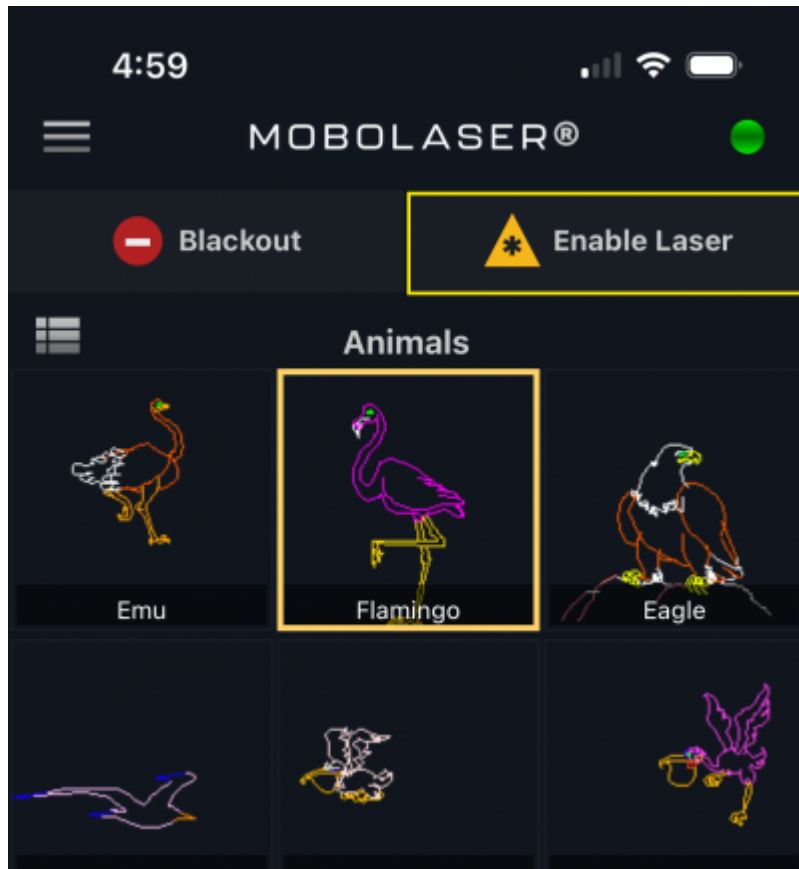 4:59
MOBOLASER®
Blackout
Enable Laser
Animals
Emu
Flamingo
Eagle